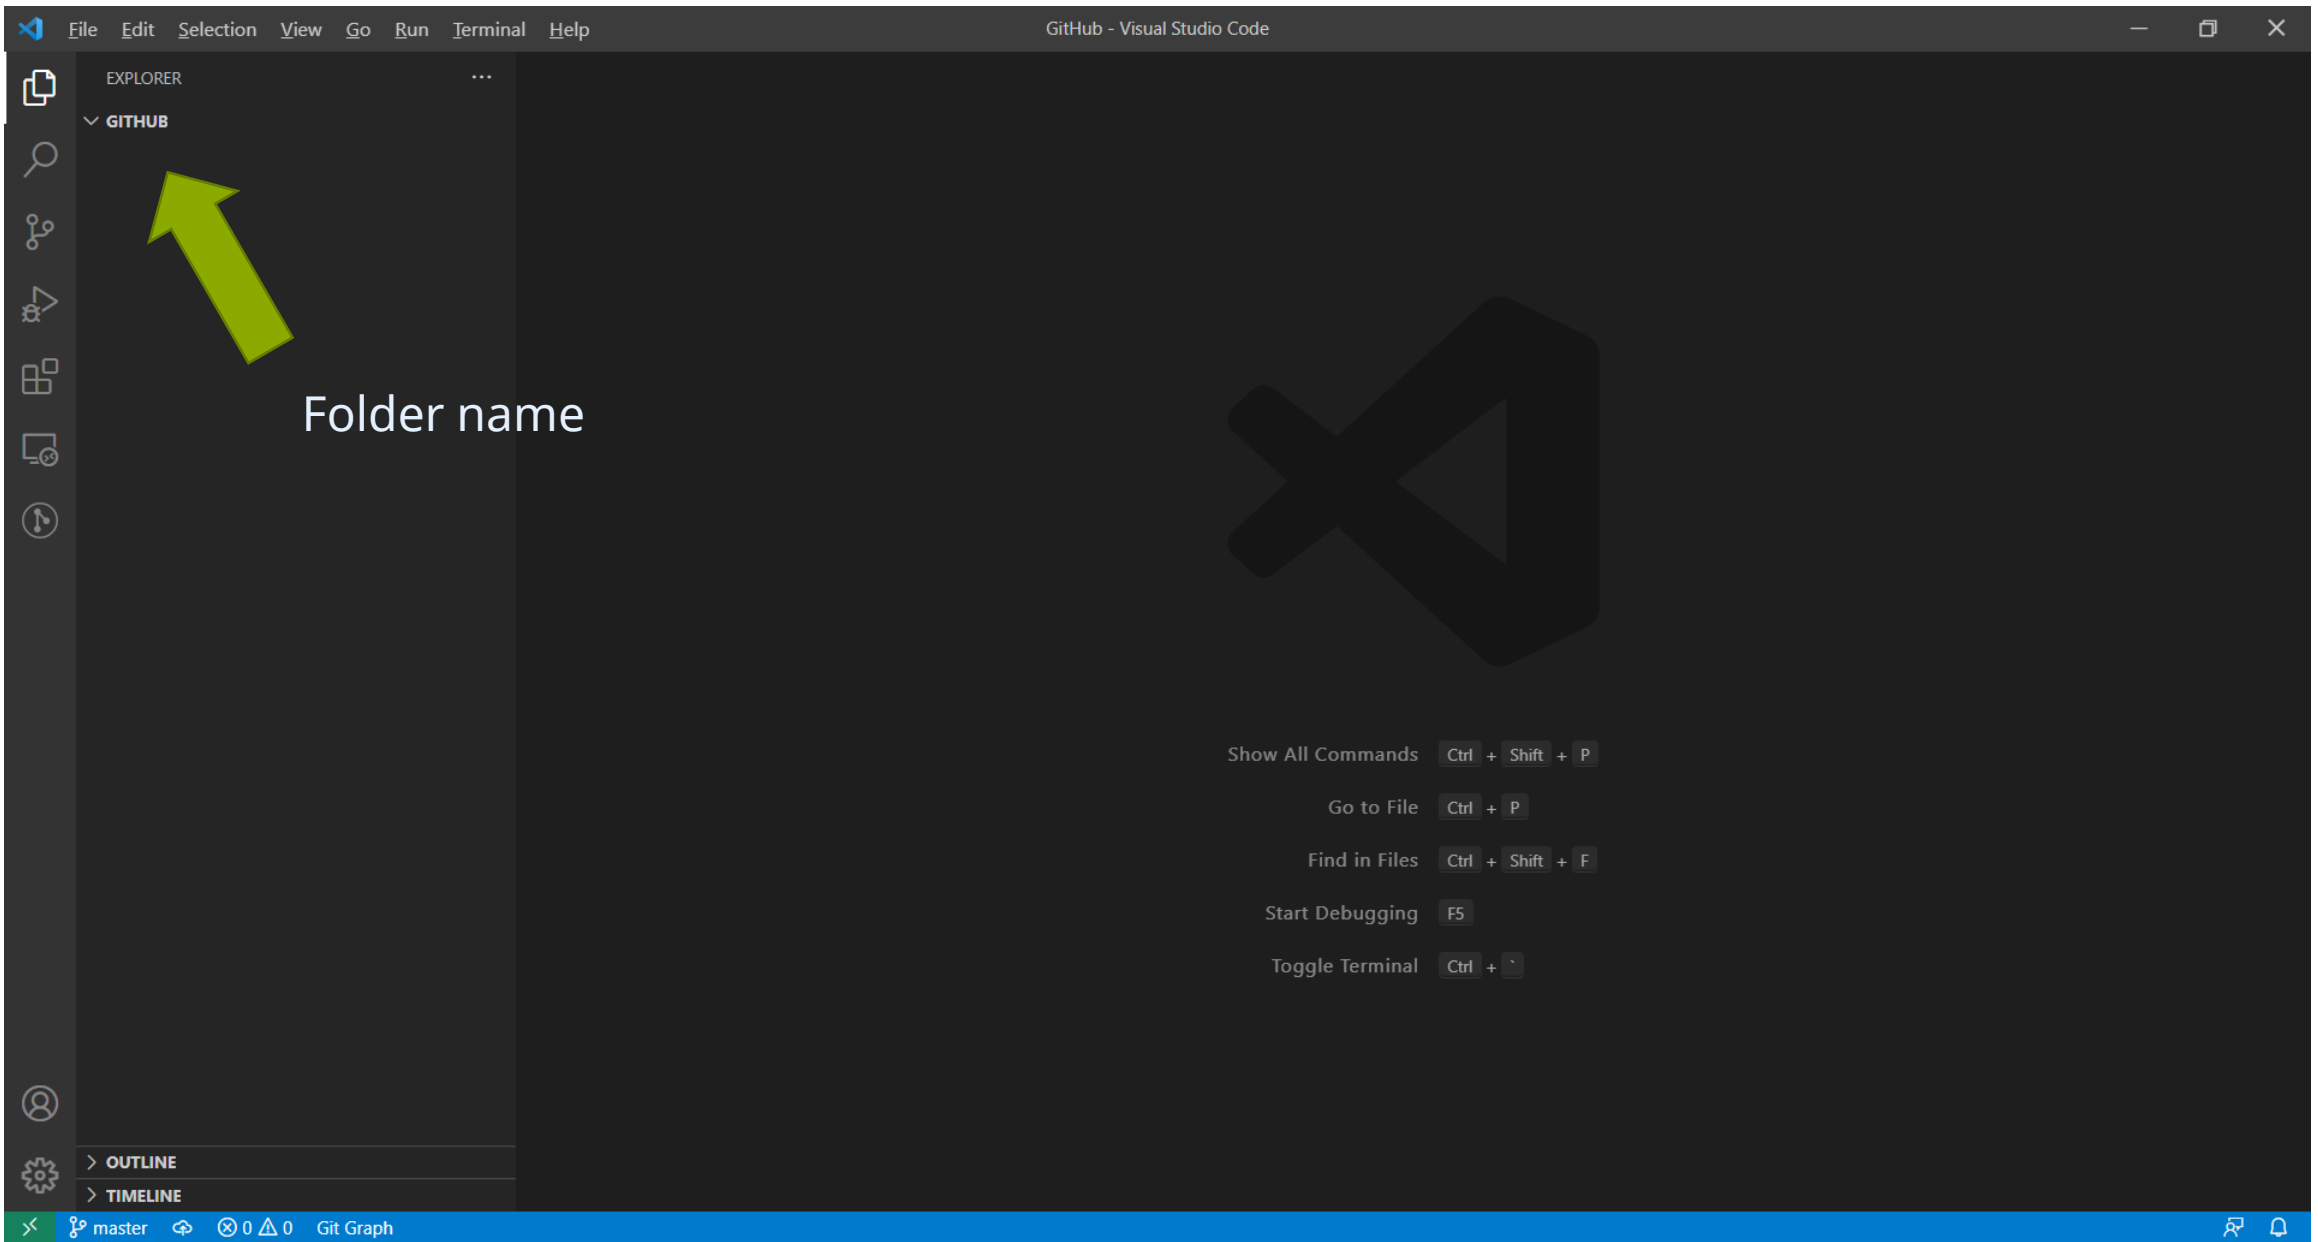 File Edit Selection View Go Run Terminal Help GitHub - Visual Studio Code
EXPLORER ...
GITHUB
Folder name
Show All Commands Ctrl + Shift + P
Go to File Ctrl + P
Find in Files Ctrl + Shift + F
Start Debugging F5
Toggle Terminal Ctrl + `
OUTLINE
TIMELINE
master 0 0 Git Graph